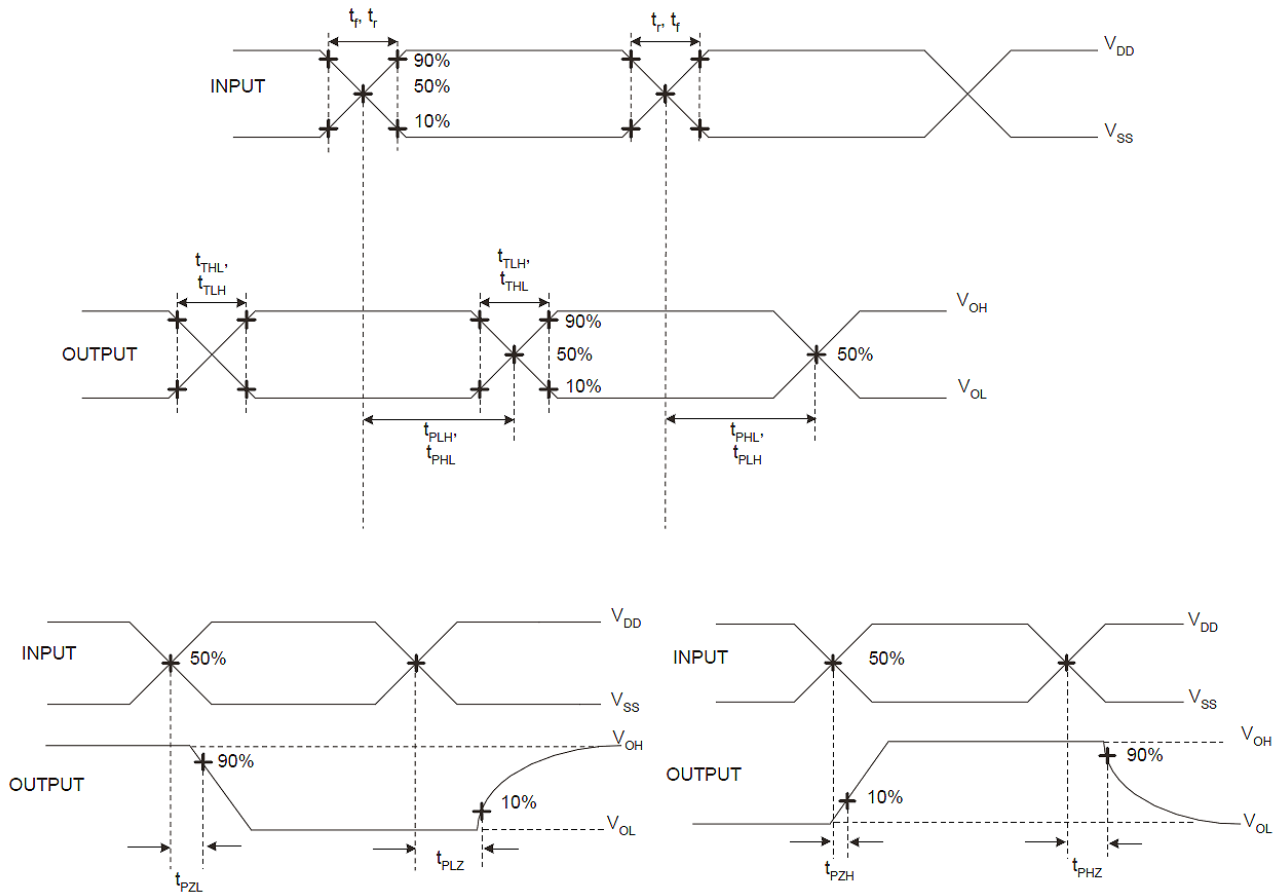 tf, tr
tr, tf
VDD
90%
INPUT
50%
10%
VSS
tTHL,
tTLH
tTLH,
tTHL
VOH
90%
OUTPUT
50%
50%
10%
VOL
tPLH,
tPHL
tPHL,
tPLH
VDD
INPUT
50%
VSS
VOH
90%
OUTPUT
10%
VOL
tPZL
tPLZ
VDD
INPUT
50%
VSS
VOH
90%
OUTPUT
10%
VOL
tPZH
tPHZ